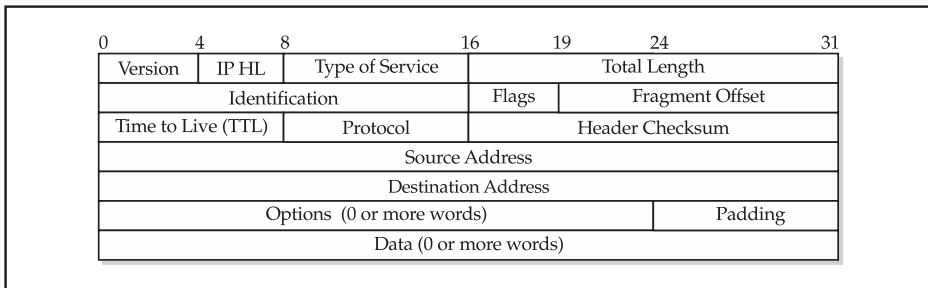 0 4 8 16 19 24 31
Version IP HL Type of Service Total Length
Identification Flags Fragment Offset
Time to Live (TTL) Protocol Header Checksum
Source Address
Destination Address
Options (0 or more words) Padding
Data (0 or more words)